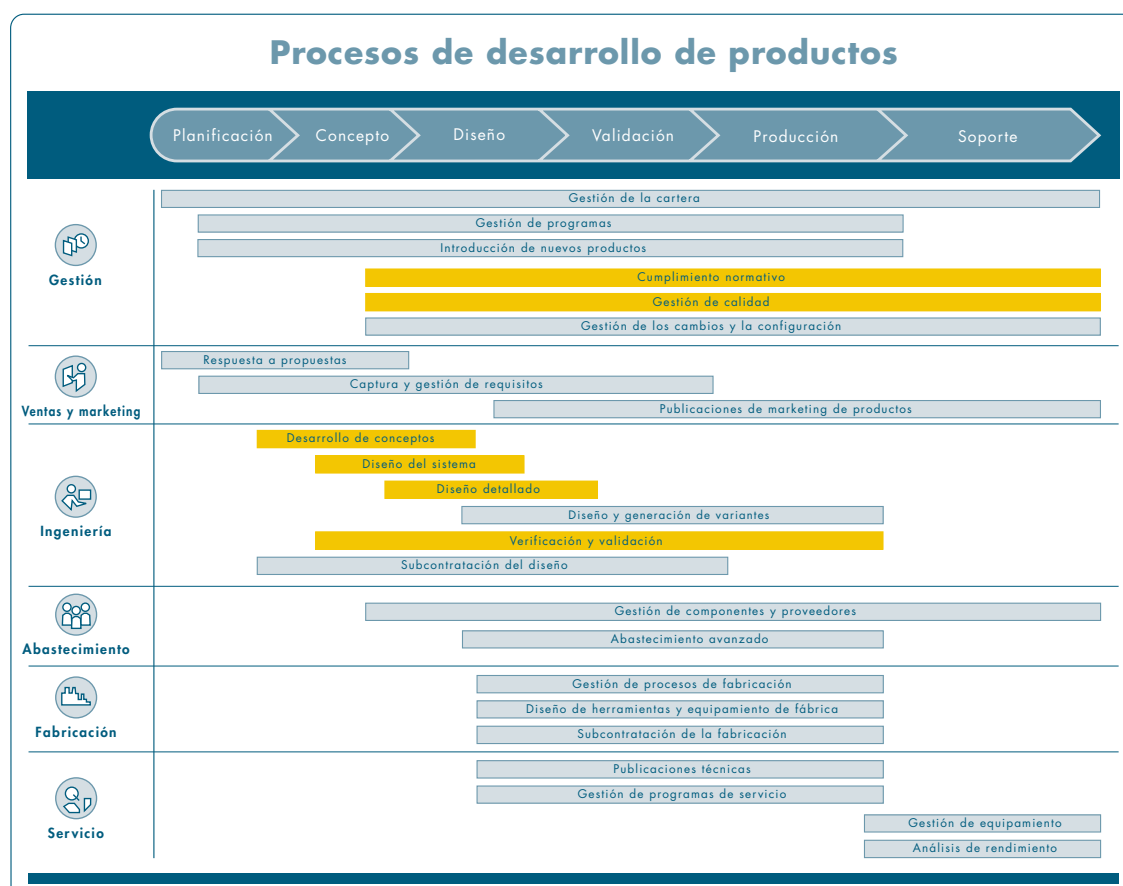 Procesos de desarrollo de productos
Planificación
Concepto
Diseño
Validación
Producción
Soporte
Gestión
Gestión de la cartera
Gestión de programas
Introducción de nuevos productos
Cumplimiento normativo
Gestión de calidad
Gestión de los cambios y la configuración
Ventas y marketing
Respuesta a propuestas
Captura y gestión de requisitos
Publicaciones de marketing de productos
Ingeniería
Desarrollo de conceptos
Diseño del sistema
Diseño detallado
Diseño y generación de variantes
Verificación y validación
Subcontratación del diseño
Abastecimiento
Gestión de componentes y proveedores
Abastecimiento avanzado
Fabricación
Gestión de procesos de fabricación
Diseño de herramientas y equipamiento de fábrica
Subcontratación de la fabricación
Servicio
Publicaciones técnicas
Gestión de programas de servicio
Gestión de equipamiento
Análisis de rendimiento